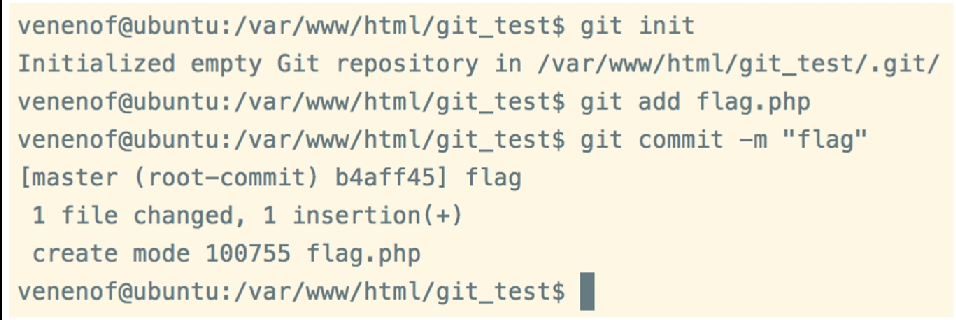 venenof@ubuntu:/var/www/html/git_test$ git init
Initialized empty Git repository in /var/www/html/git_test/.git/
venenof@ubuntu:/var/www/html/git_test$ git add flag.php
venenof@ubuntu:/var/www/html/git_test$ git commit -m "flag"
[master (root-commit) b4aff45] flag
 1 file changed, 1 insertion(+)
 create mode 100755 flag.php
venenof@ubuntu:/var/www/html/git_test$